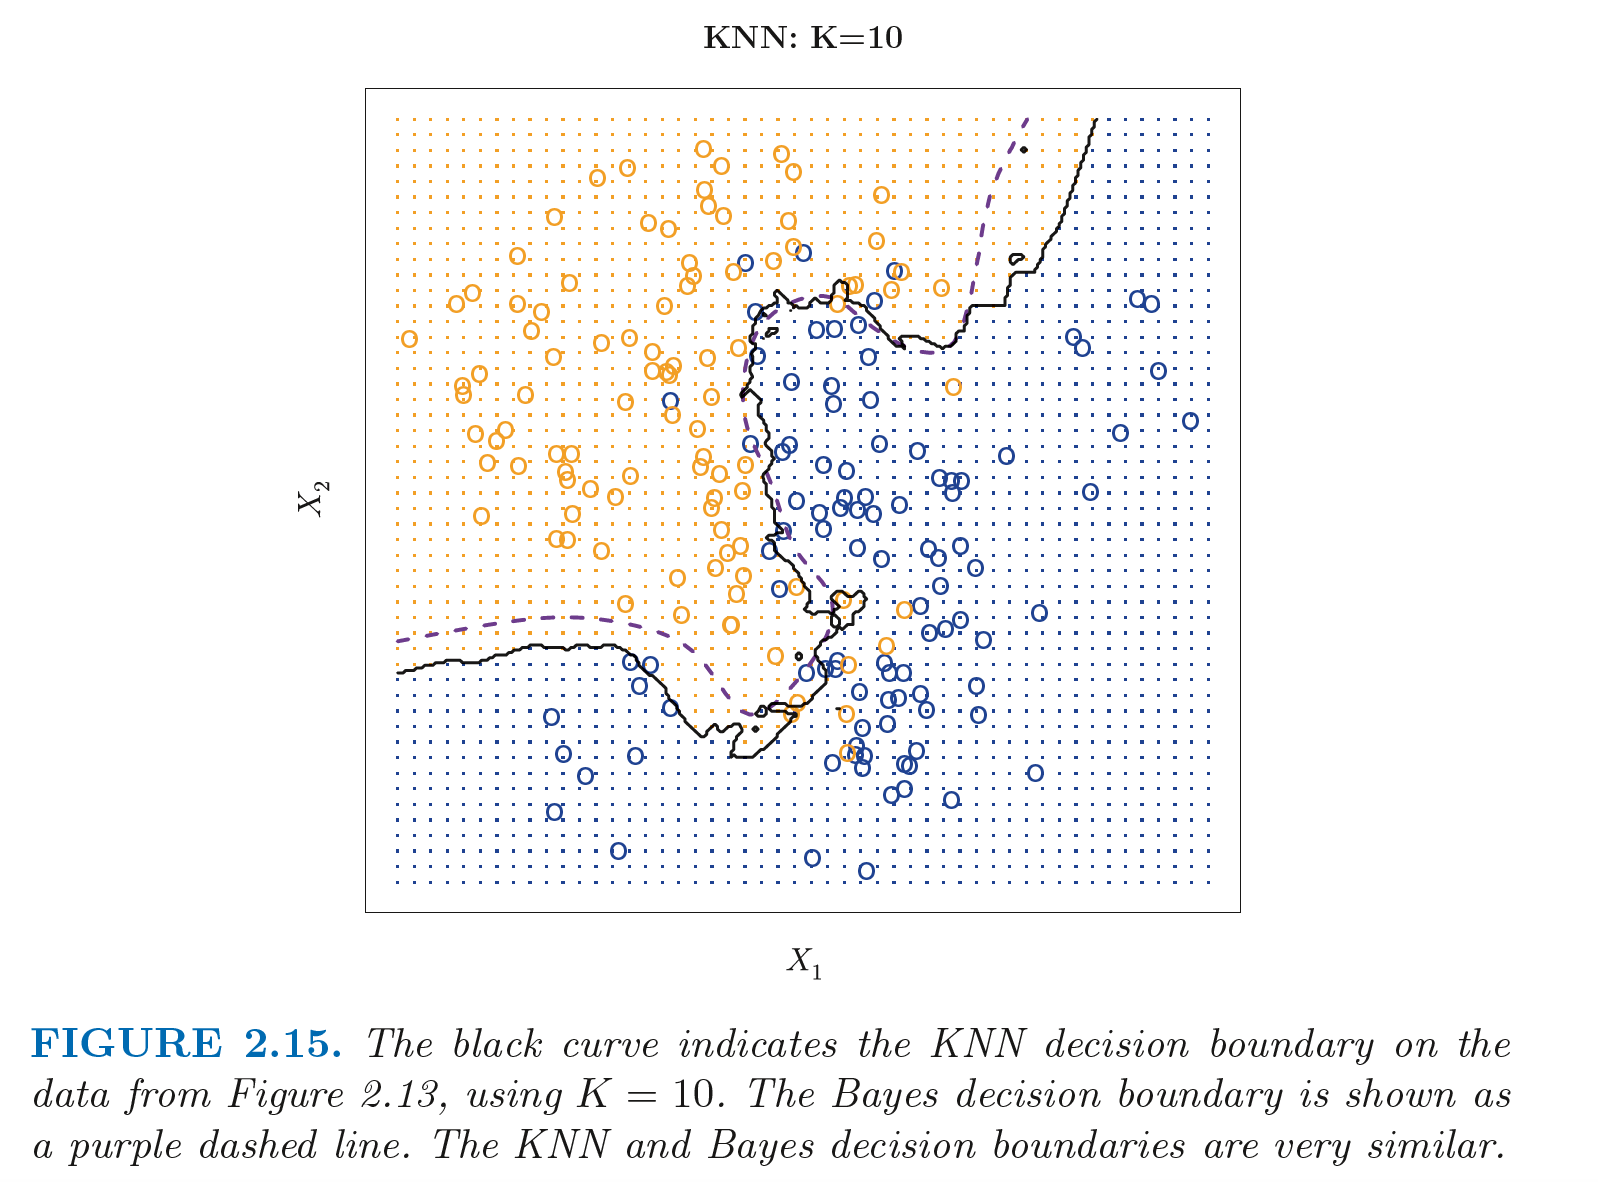 KNN: K=10
X₂
X₁
FIGURE 2.15. The black curve indicates the KNN decision boundary on the
data from Figure 2.13, using K = 10. The Bayes decision boundary is shown as
a purple dashed line. The KNN and Bayes decision boundaries are very similar.